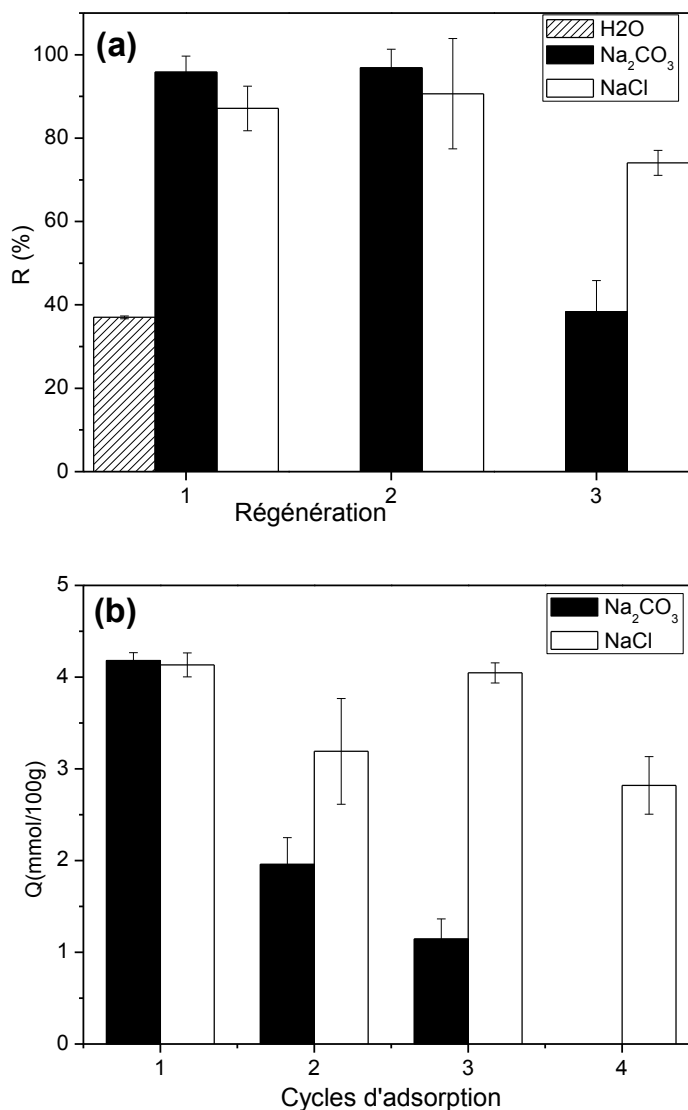 (a)
H2O
Na₂CO₃
NaCl
100
80
60
40
20
0
R (%)
1 2 3
Régénération
(b)
Na₂CO₃
NaCl
5
4
3
2
1
0
Q(mmol/100g)
1 2 3 4
Cycles d'adsorption